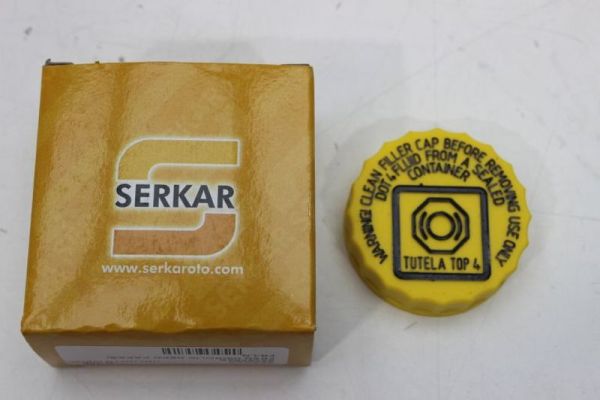 SERKAR
www.serkaroto.com
WARNING! CLEAN FILLER CAP BEFORE REMOVING USE ONLY
DOT 4 FLUID FROM A SEALED
CONTAINER
TUTELA TOP 4